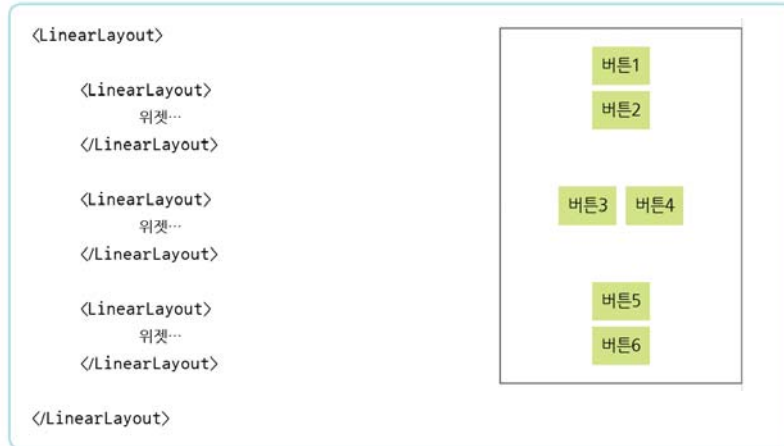 <LinearLayout>
<LinearLayout>
위젯…
</LinearLayout>
<LinearLayout>
위젯…
</LinearLayout>
<LinearLayout>
위젯…
</LinearLayout>
</LinearLayout>
버튼1
버튼2
버튼3 버튼4
버튼5
버튼6